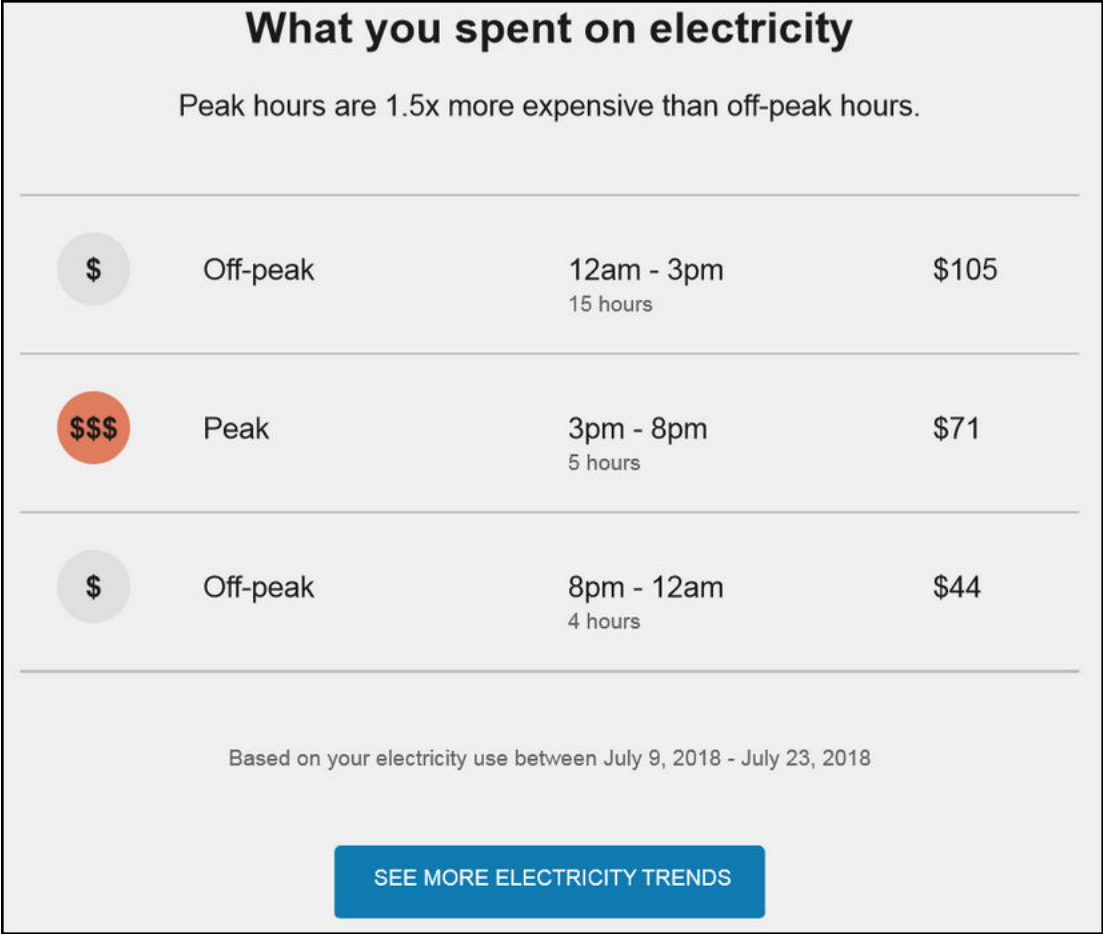 What you spent on electricity
Peak hours are 1.5x more expensive than off-peak hours.
$ Off-peak 12am - 3pm $105
15 hours
$$$ Peak 3pm - 8pm $71
5 hours
$ Off-peak 8pm - 12am $44
4 hours
Based on your electricity use between July 9, 2018 - July 23, 2018
SEE MORE ELECTRICITY TRENDS